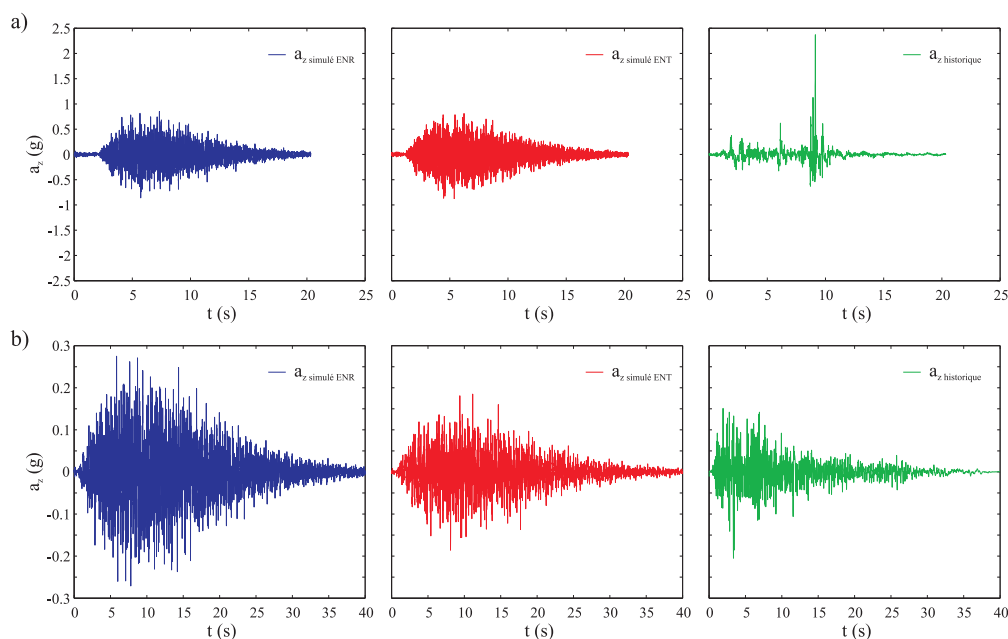 a)
a_z (g)
2.5
2
1.5
1
0.5
0
-0.5
-1
-1.5
-2
-2.5
a_z simulé ENR
a_z simulé ENT
a_z historique
0 5 10 15 20 25
0 5 10 15 20 25
0 5 10 15 20 25
t (s)
t (s)
t (s)
b)
a_z (g)
0.3
0.2
0.1
0
-0.1
-0.2
-0.3
a_z simulé ENR
a_z simulé ENT
a_z historique
0 5 10 15 20 25 30 35 40
0 5 10 15 20 25 30 35 40
0 5 10 15 20 25 30 35 40
t (s)
t (s)
t (s)